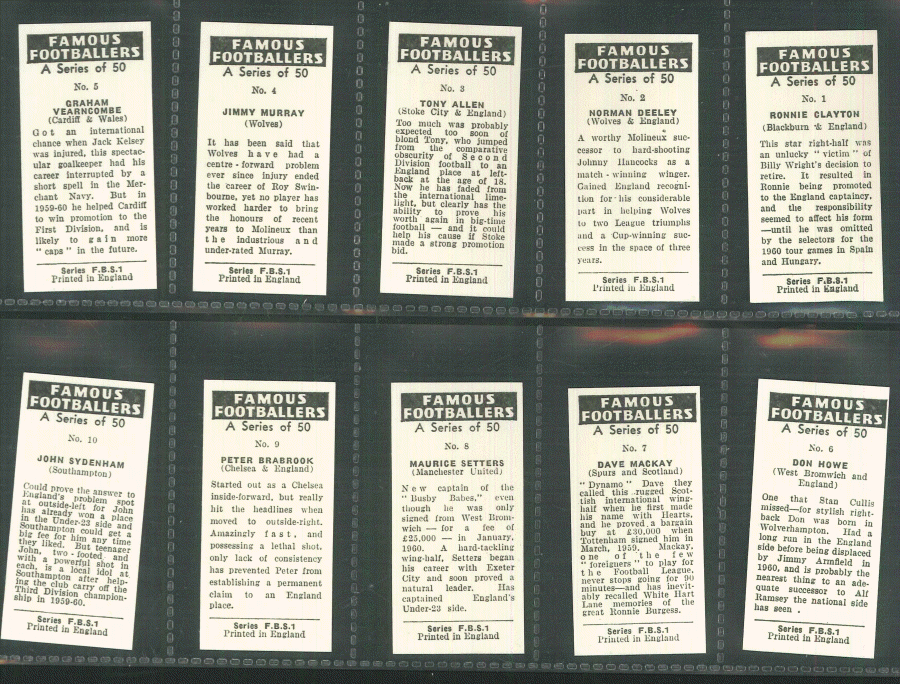 FAMOUS
FOOTBALLERS
A Series of 50
No. 5
GRAHAM
VEARNCOMBE
(Cardiff & Wales)
Got an international
chance when Jack Kelsey
was injured, this spectac-
ular goalkeeper had his
career interrupted by a
short spell in the Mer-
chant Navy. But in
1959-60 he helped Cardiff
to win promotion to the
First Division, and is
likely to gain more
"caps" in the future.
Series F.B.S.1
Printed in England
FAMOUS
FOOTBALLERS
A Series of 50
No. 4
JIMMY MURRAY
(Wolves)
It has been said that
Wolves have had a
centre-forward problem
ever since injury ended
the career of Roy Swin-
bourne, yet no player has
worked harder to bring
the honours of recent
years to Molineux than
the industrious and
under-rated Murray.
Series F.B.S.1
Printed in England
FAMOUS
FOOTBALLERS
A Series of 50
No. 3
TONY ALLEN
(Stoke City & England)
Too much was probably
expected too soon of
blond Tony, who jumped
from the comparative
obscurity of Second
Division football to an
England place at left-
back at the age of 18.
Now he has faded from
the international lime-
light, but clearly has the
ability to prove his
worth again in big-time
football — and it could
help his cause if Stoke
made a strong promotion
bid.
Series F.B.S.1
Printed in England
FAMOUS
FOOTBALLERS
A Series of 50
No. 2
NORMAN DEELEY
(Wolves & England)
A worthy Molineux suc-
cessor to hard-shooting
Johnny Hancocks as a
match-winning winger.
Gained England recogni-
tion for his considerable
part in helping Wolves
to two League triumphs
and a Cup-winning suc-
cess in the space of three
years.
Series F.B.S.1
Printed in England
FAMOUS
FOOTBALLERS
A Series of 50
No. 1
RONNIE CLAYTON
(Blackburn & England)
This star right-half was
an unlucky "victim" of
Billy Wright's decision to
retire. It resulted in
Ronnie being promoted
to the England captaincy,
and the responsibility
seemed to affect his form
—until he was omitted
by the selectors for the
1960 tour games in Spain
and Hungary.
Series F.B.S.1
Printed in England
FAMOUS
FOOTBALLERS
A Series of 50
No. 10
JOHN SYDENHAM
(Southampton)
Could prove the answer to
England's problem spot
at outside-left for John
has already won a place
in the Under-23 side and
Southampton could get a
big fee for him any time
they liked. But teenager
John, two-footed and
with a powerful shot in
each, is a local idol at
Southampton after help-
ing the club carry off the
Third Division champion-
ship in 1959-60.
Series F.B.S.1
Printed in England
FAMOUS
FOOTBALLERS
A Series of 50
No. 9
PETER BRABROOK
(Chelsea & England)
Started out as a Chelsea
inside-forward, but really
hit the headlines when
moved to outside-right.
Amazingly fast, and
possessing a lethal shot,
only lack of consistency
has prevented Peter from
establishing a permanent
claim to an England
place.
Series F.B.S.1
Printed in England
FAMOUS
FOOTBALLERS
A Series of 50
No. 8
MAURICE SETTERS
(Manchester United)
New captain of the
"Busby Babes," even
though he was only
signed from West Brom-
wich — for a fee of
£25,000 — in January,
1960. A hard-tackling
wing-half, Setters began
his career with Exeter
City and soon proved a
natural leader. Has
captained England's
Under-23 side.
Series F.B.S.1
Printed in England
FAMOUS
FOOTBALLERS
A Series of 50
No. 7
DAVE MACKAY
(Spurs and Scotland)
"Dynamo" Dave they
called this rugged Scot-
tish international wing-
half when he first made
his name with Hearts,
and he proved a bargain
buy at £30,000 when
Tottenham signed him in
March, 1959. Mackay,
one of the few
"foreigners" to play for
the Football League,
never stops going for 90
minutes—and has inevit-
ably recalled White Hart
Lane memories of the
great Ronnie Burgess.
Series F.B.S.1
Printed in England
FAMOUS
FOOTBALLERS
A Series of 50
No. 6
DON HOWE
(West Bromwich and
England)
One that Stan Cullis
missed—for stylish right-
back Don was born in
Wolverhampton. Had a
long run in the England
side before being displaced
by Jimmy Armfield in
1960, and is probably the
nearest thing to an ade-
quate successor to Alf
Ramsey the national side
has seen.
Series F.B.S.1
Printed in England